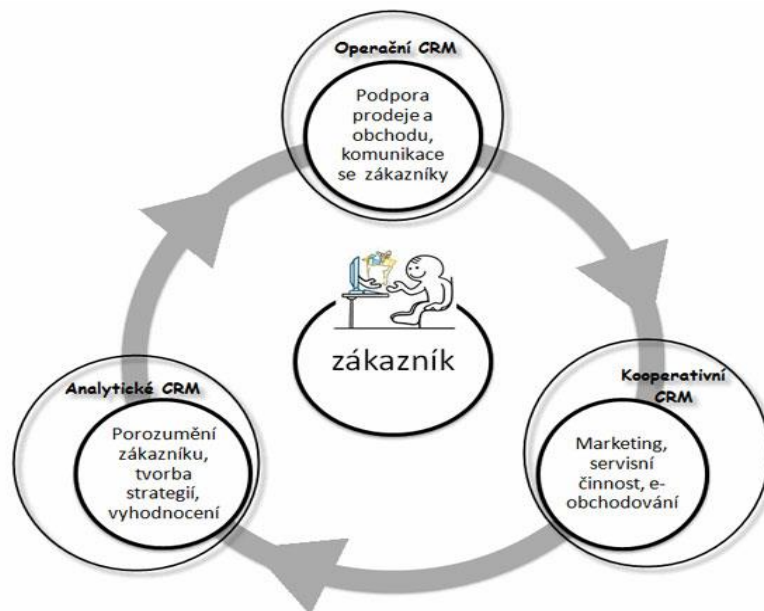 Operační CRM
Podpora
prodeje a
obchodu,
komunikace
se zákazníky
zákazník
Analytické CRM
Porozumění
zákazníku,
tvorba
strategií,
vyhodnocení
Kooperativní
CRM
Marketing,
servisní
činnost, e-
obchodování